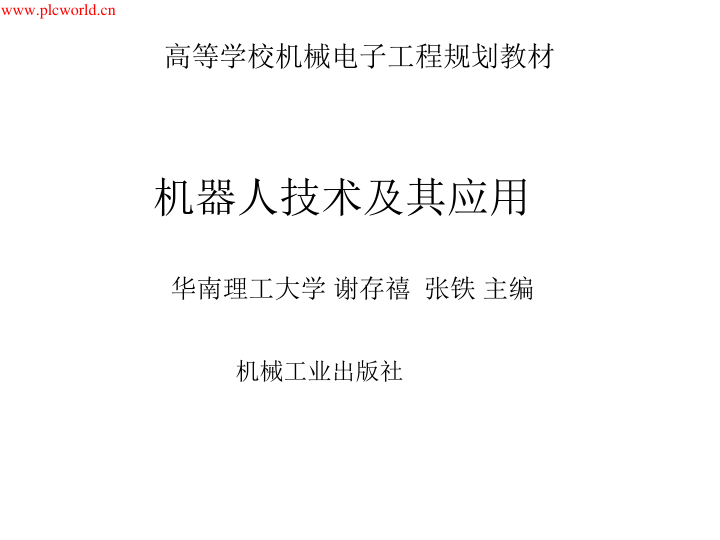 www.plcworld.cn
高等学校机械电子工程规划教材
机器人技术及其应用
华南理工大学 谢存禧 张铁 主编
机械工业出版社